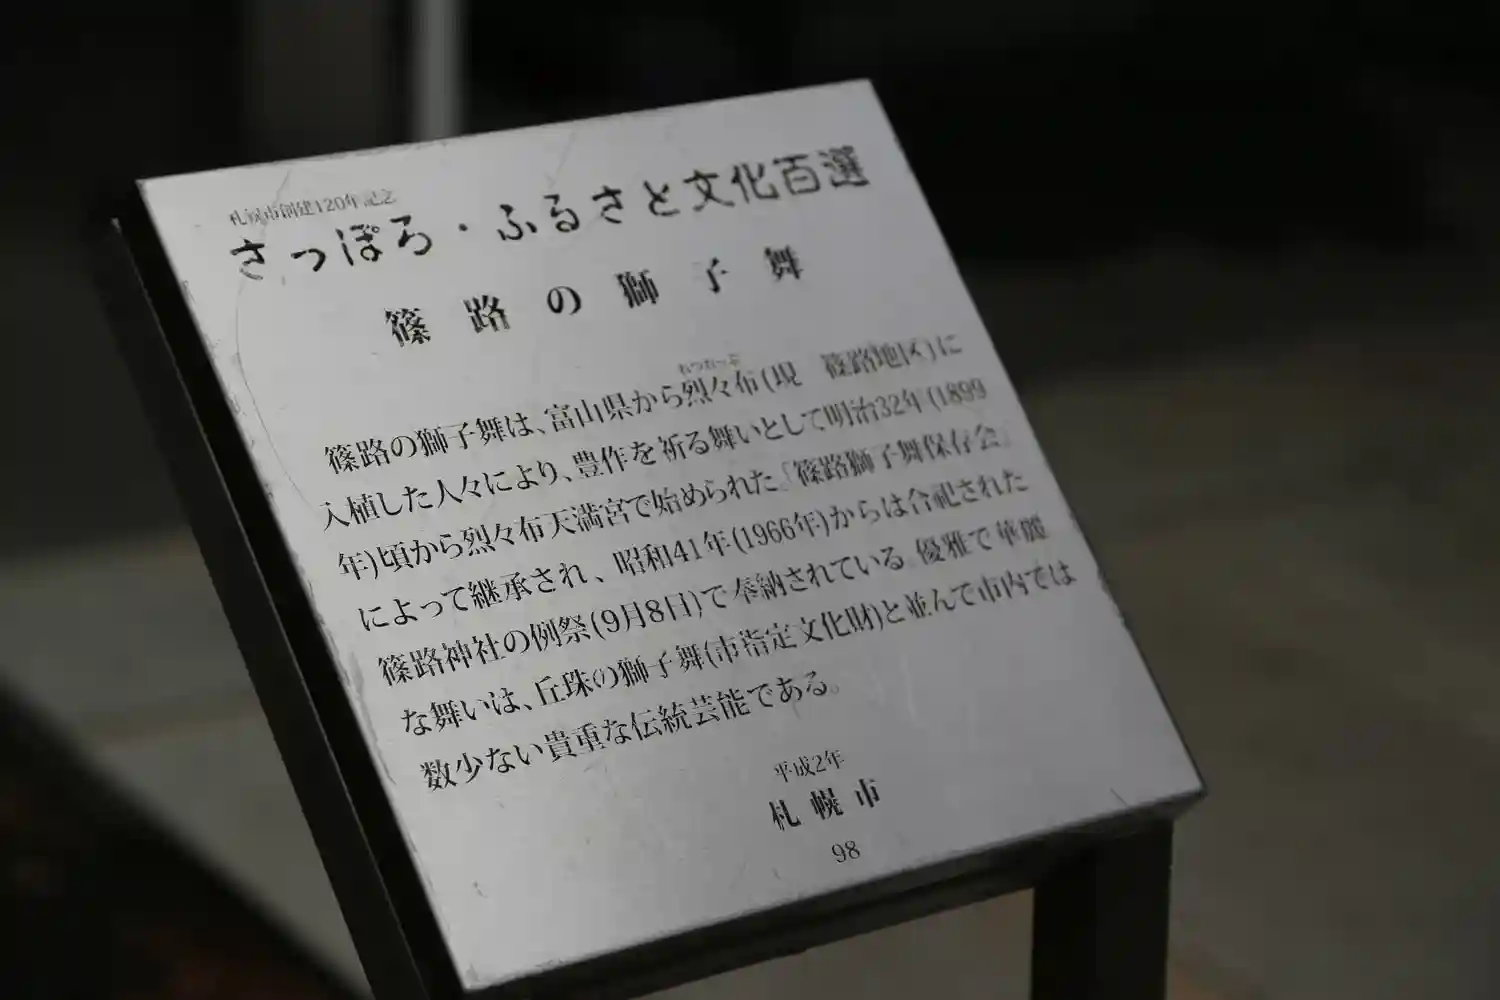 札幌市創建120年記念
さっぽろ・ふるさと文化百選
篠路の獅子舞
れつれっぷ
篠路の獅子舞は、富山県から烈々布(現 篠路地区)に
入植した人々により、豊作を祈る舞いとして明治32年(1899
年)頃から烈々布天満宮で始められた。「篠路獅子舞保存会」
によって継承され、昭和41年(1966年)からは合祀された
篠路神社の例祭(9月8日)で奉納されている。優雅で華麗
な舞いは、丘珠の獅子舞(市指定文化財)と並んで市内では
数少ない貴重な伝統芸能である。
平成2年
札幌市
98